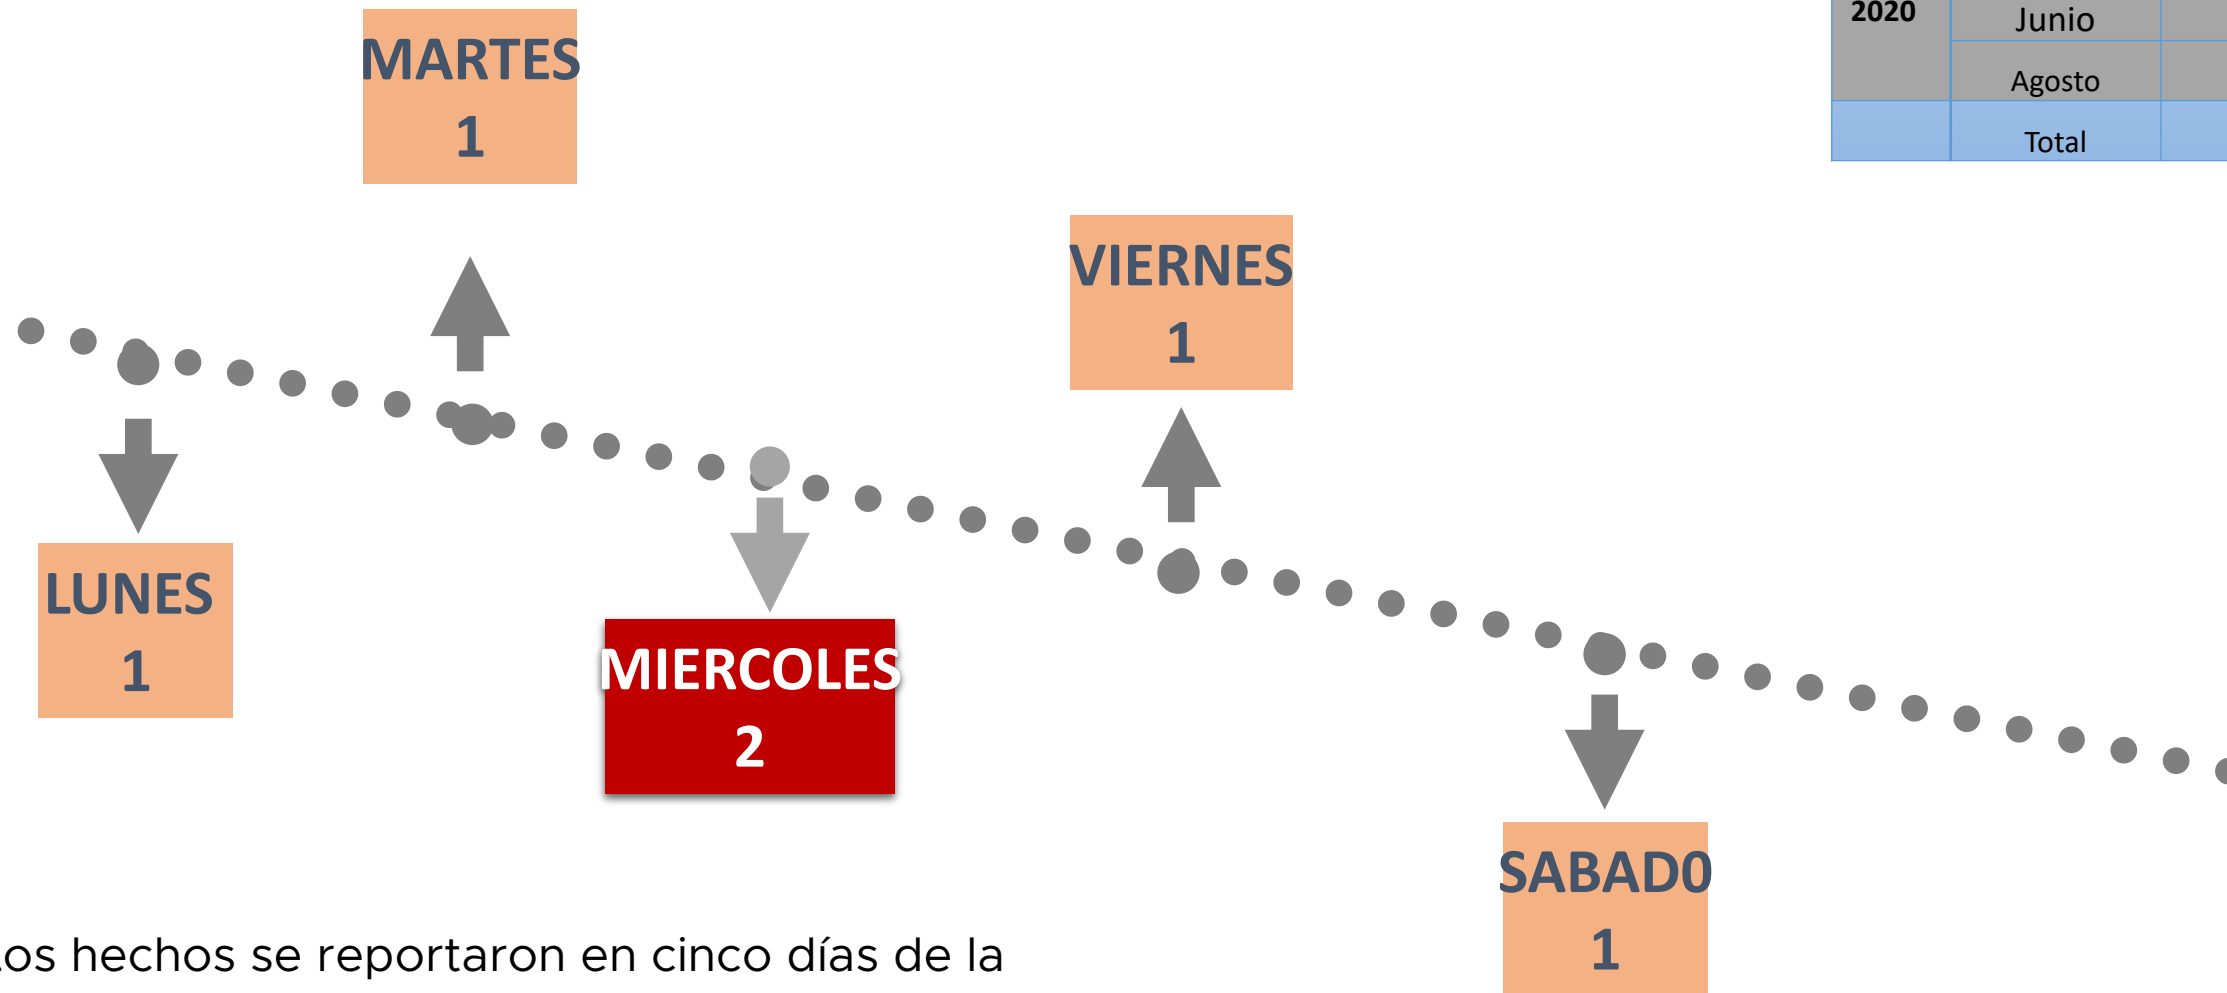 MARTES
1
2020
Junio
Agosto
Total
VIERNES
1
LUNES
1
MIERCOLES
2
SABAD0
1
os hechos se reportaron en cinco días de la